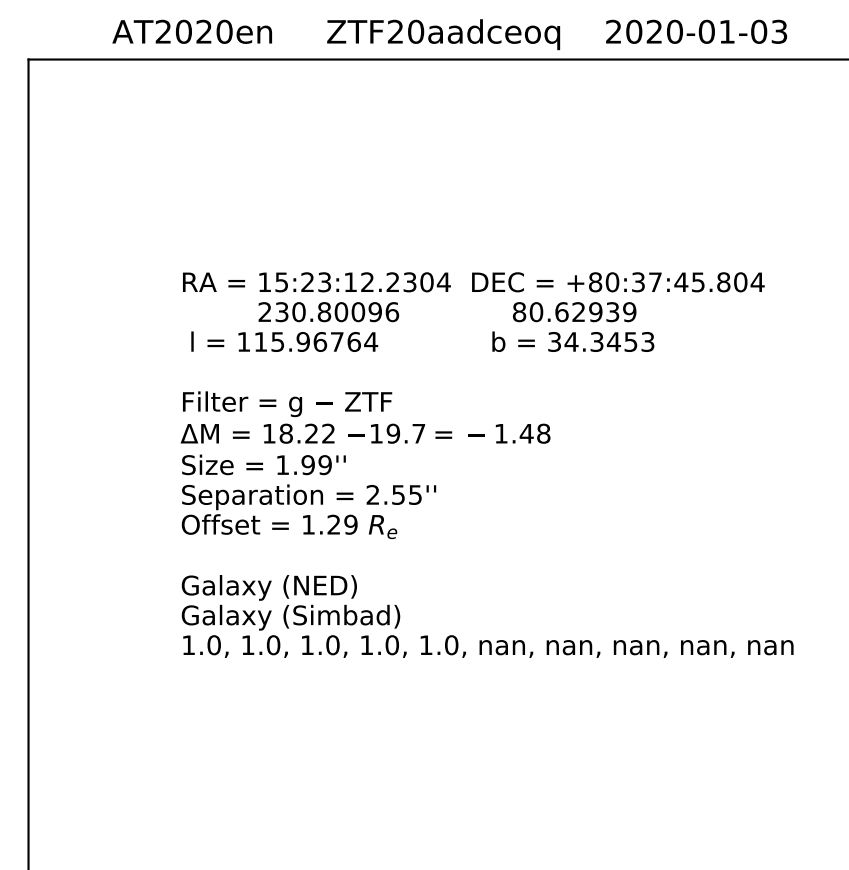 AT2020en ZTF20aadceoq 2020-01-03
RA = 15:23:12.2304 DEC = +80:37:45.804
230.80096 80.62939
l = 115.96764 b = 34.3453
Filter = g − ZTF
ΔM = 18.22 −19.7 = − 1.48
Size = 1.99''
Separation = 2.55''
Offset = 1.29 Rₑ
Galaxy (NED)
Galaxy (Simbad)
1.0, 1.0, 1.0, 1.0, 1.0, nan, nan, nan, nan, nan